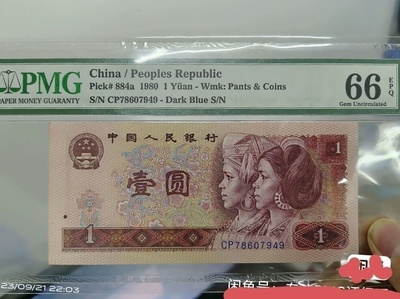 PMG
PAPER MONEY GUARANTY
China / Peoples Republic
Pick# 884a 1980 1 Yüan - Wmk: Pants & Coins
S/N CP78607949 - Dark Blue S/N
66 EPQ
Gem Uncirculated
中国人民银行
1
壹圆
1
CP78607949
1
23/09/21 22:03